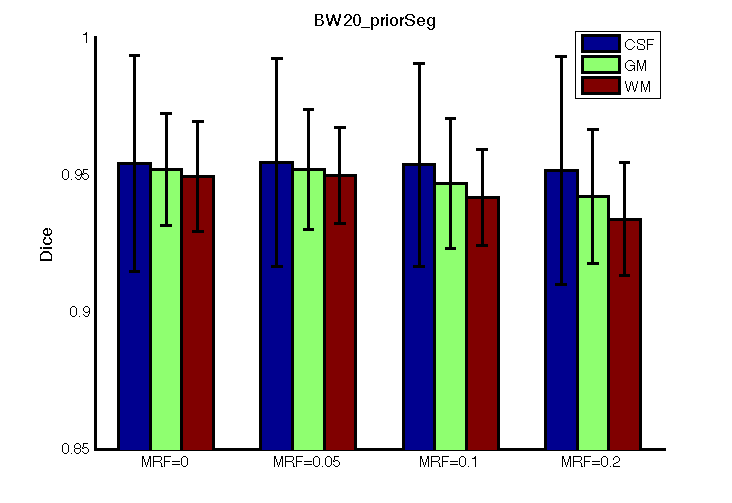 BW20_priorSeg
1
CSF
GM
WM
0.95
Dice
0.9
0.85
MRF=0 MRF=0.05 MRF=0.1 MRF=0.2